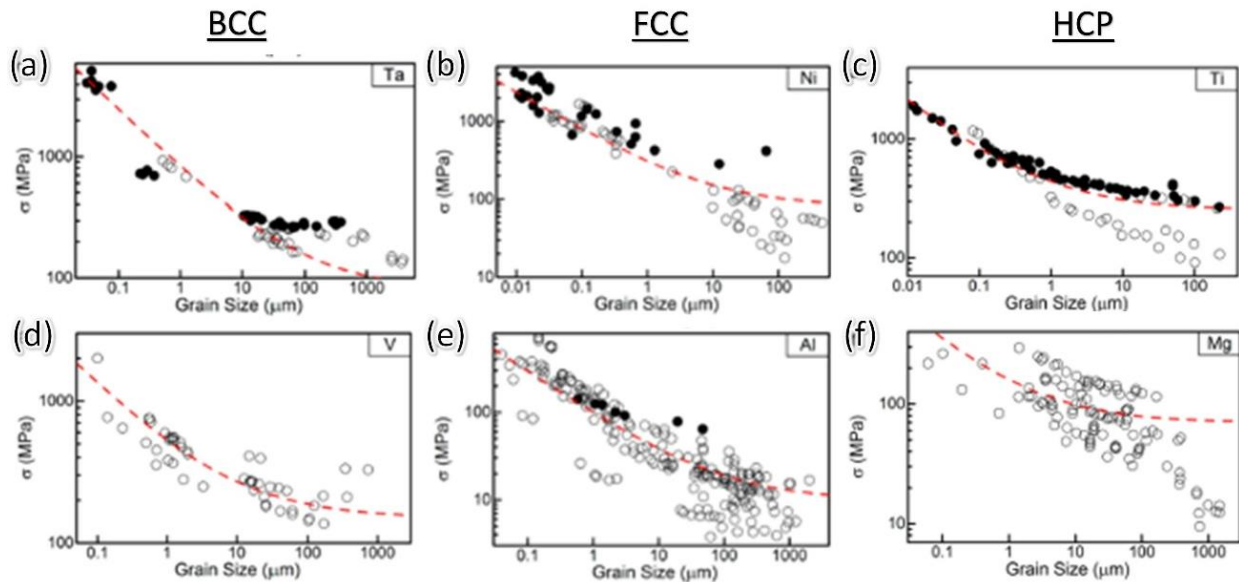 BCC FCC HCP
(a) (b) (c)
Ta Ni Ti
1000
100
σ (MPa)
0.1 1 10 100 1000
Grain Size (μm)
1000
100
10
σ (MPa)
0.01 0.1 1 10 100
Grain Size (μm)
1000
100
σ (MPa)
0.01 0.1 1 10 100
Grain Size (μm)
(d) (e) (f)
V Al Mg
1000
100
σ (MPa)
0.1 1 10 100 1000
Grain Size (μm)
100
10
σ (MPa)
0.1 1 10 100 1000
Grain Size (μm)
100
10
σ (MPa)
0.1 1 10 100 1000
Grain Size (μm)